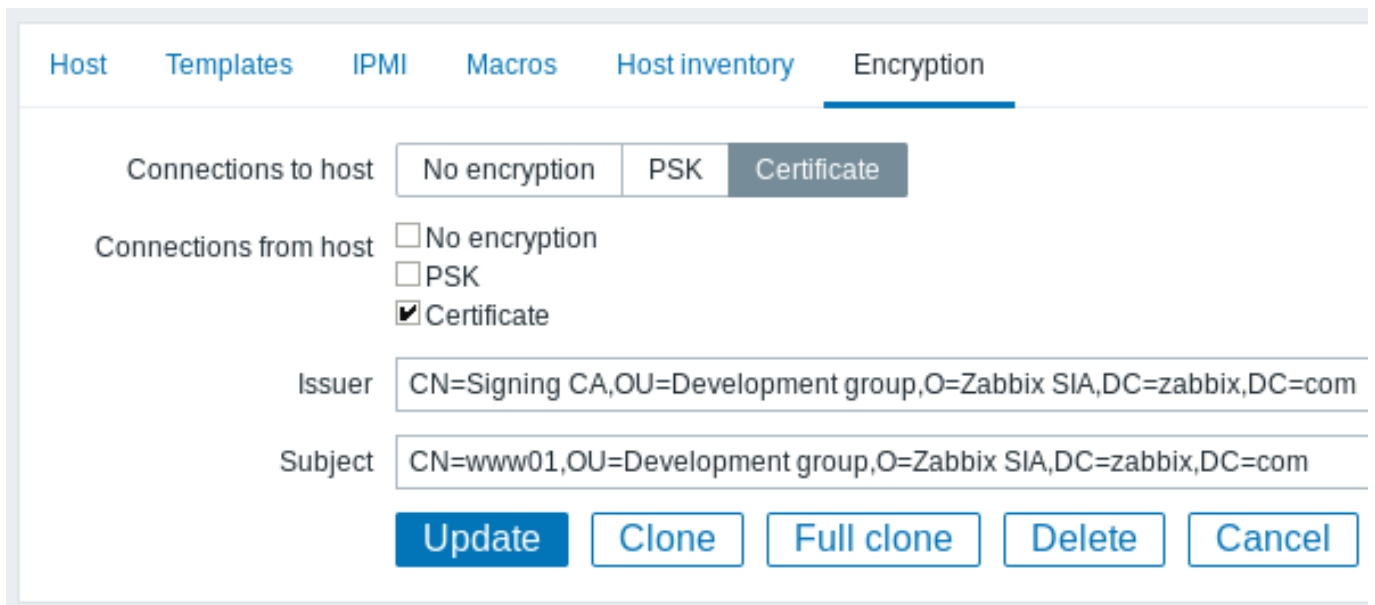 Host Templates IPMI Macros Host inventory Encryption
Connections to host No encryption PSK Certificate
Connections from host No encryption
PSK
Certificate
Issuer CN=Signing CA,OU=Development group,O=Zabbix SIA,DC=zabbix,DC=com
Subject CN=www01,OU=Development group,O=Zabbix SIA,DC=zabbix,DC=com
Update Clone Full clone Delete Cancel